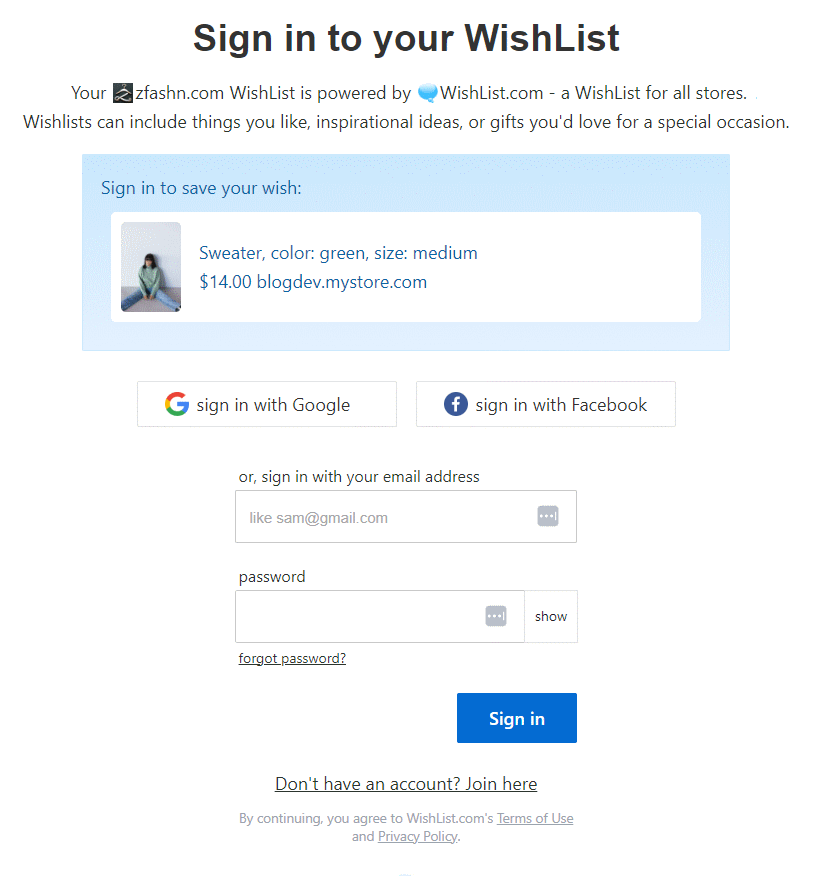 Sign in to your WishList
Your zfashn.com WishList is powered by WishList.com - a WishList for all stores.
Wishlists can include things you like, inspirational ideas, or gifts you'd love for a special occasion.
Sign in to save your wish:
Sweater, color: green, size: medium
$14.00 blogdev.mystore.com
sign in with Google
sign in with Facebook
or, sign in with your email address
like sam@gmail.com
password
show
forgot password?
Sign in
Don't have an account? Join here
By continuing, you agree to WishList.com's Terms of Use
and Privacy Policy.